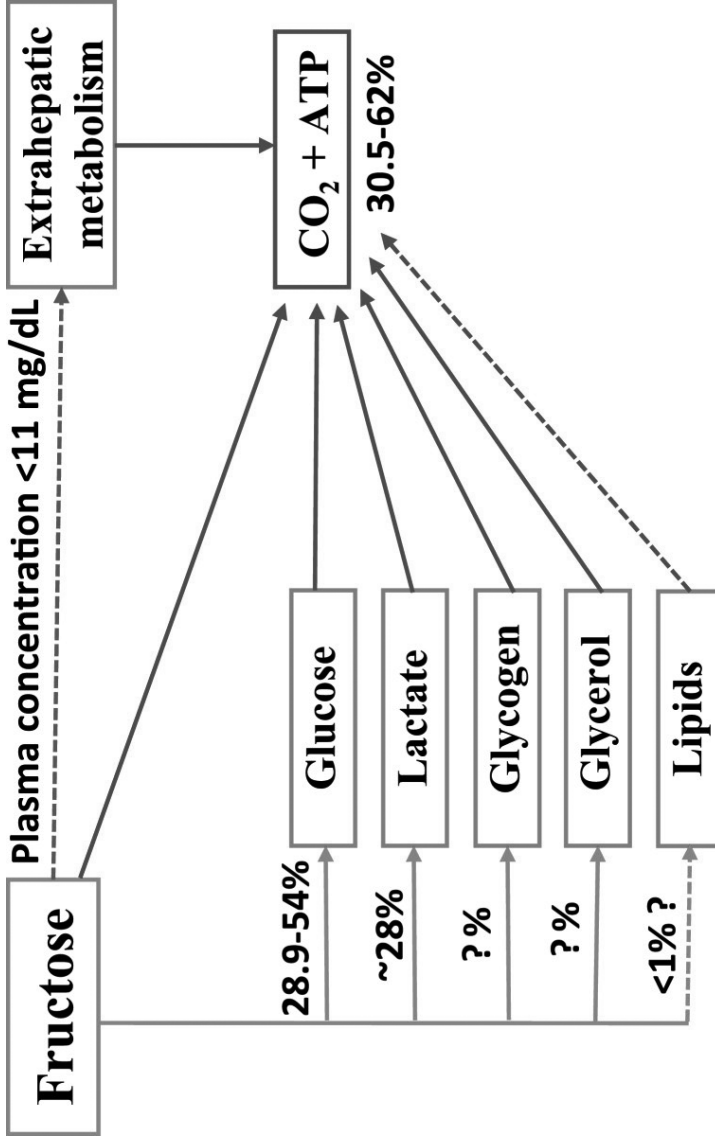 Fructose
Plasma concentration <11 mg/dL
Extrahepatic
metabolism
28.9-54%
Glucose
~28%
Lactate
? %
Glycogen
? %
Glycerol
<1% ?
Lipids
CO₂ + ATP
30.5-62%